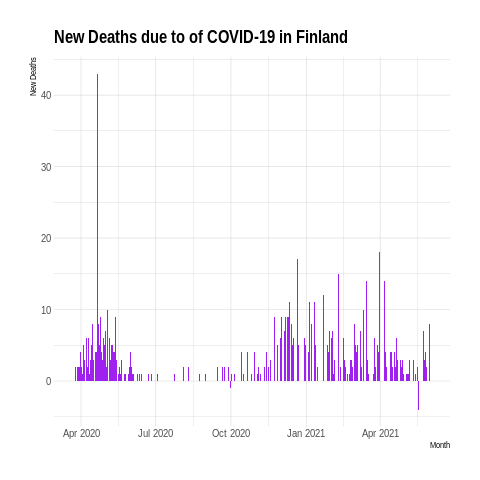 New Deaths due to of COVID-19 in Finland
New Deaths
40
30
20
10
0
Apr 2020 Jul 2020 Oct 2020 Jan 2021 Apr 2021
Month